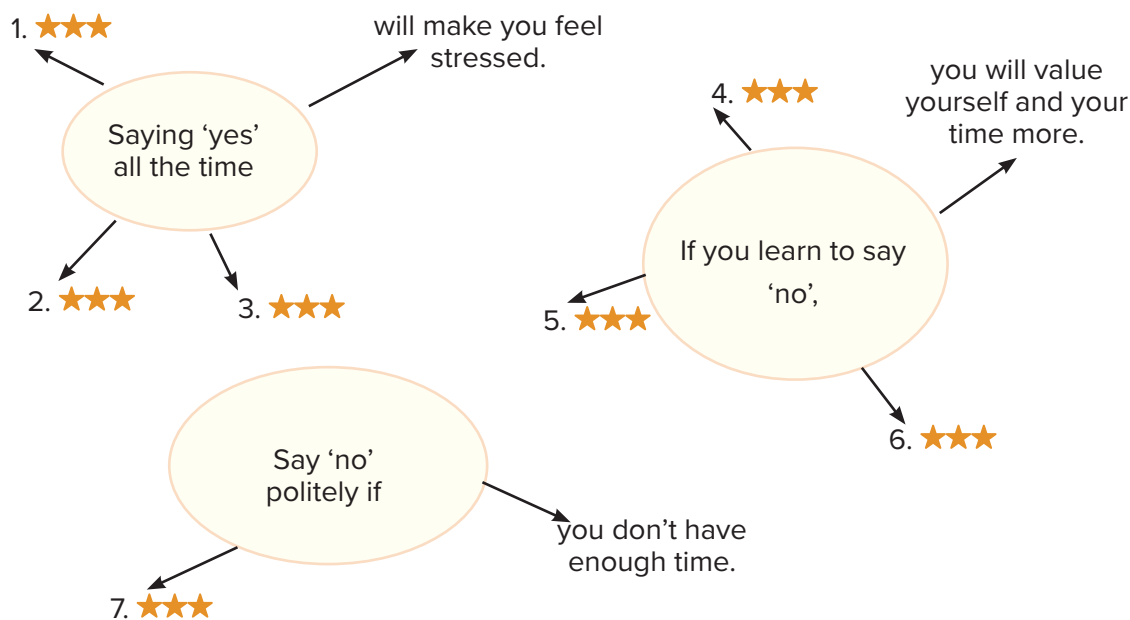 1. ★★★
will make you feel
stressed.
Saying ‘yes’
all the time
2. ★★★
3. ★★★
4. ★★★
you will value
yourself and your
time more.
If you learn to say
‘no’,
5. ★★★
6. ★★★
Say ‘no’
politely if
you don’t have
enough time.
7. ★★★